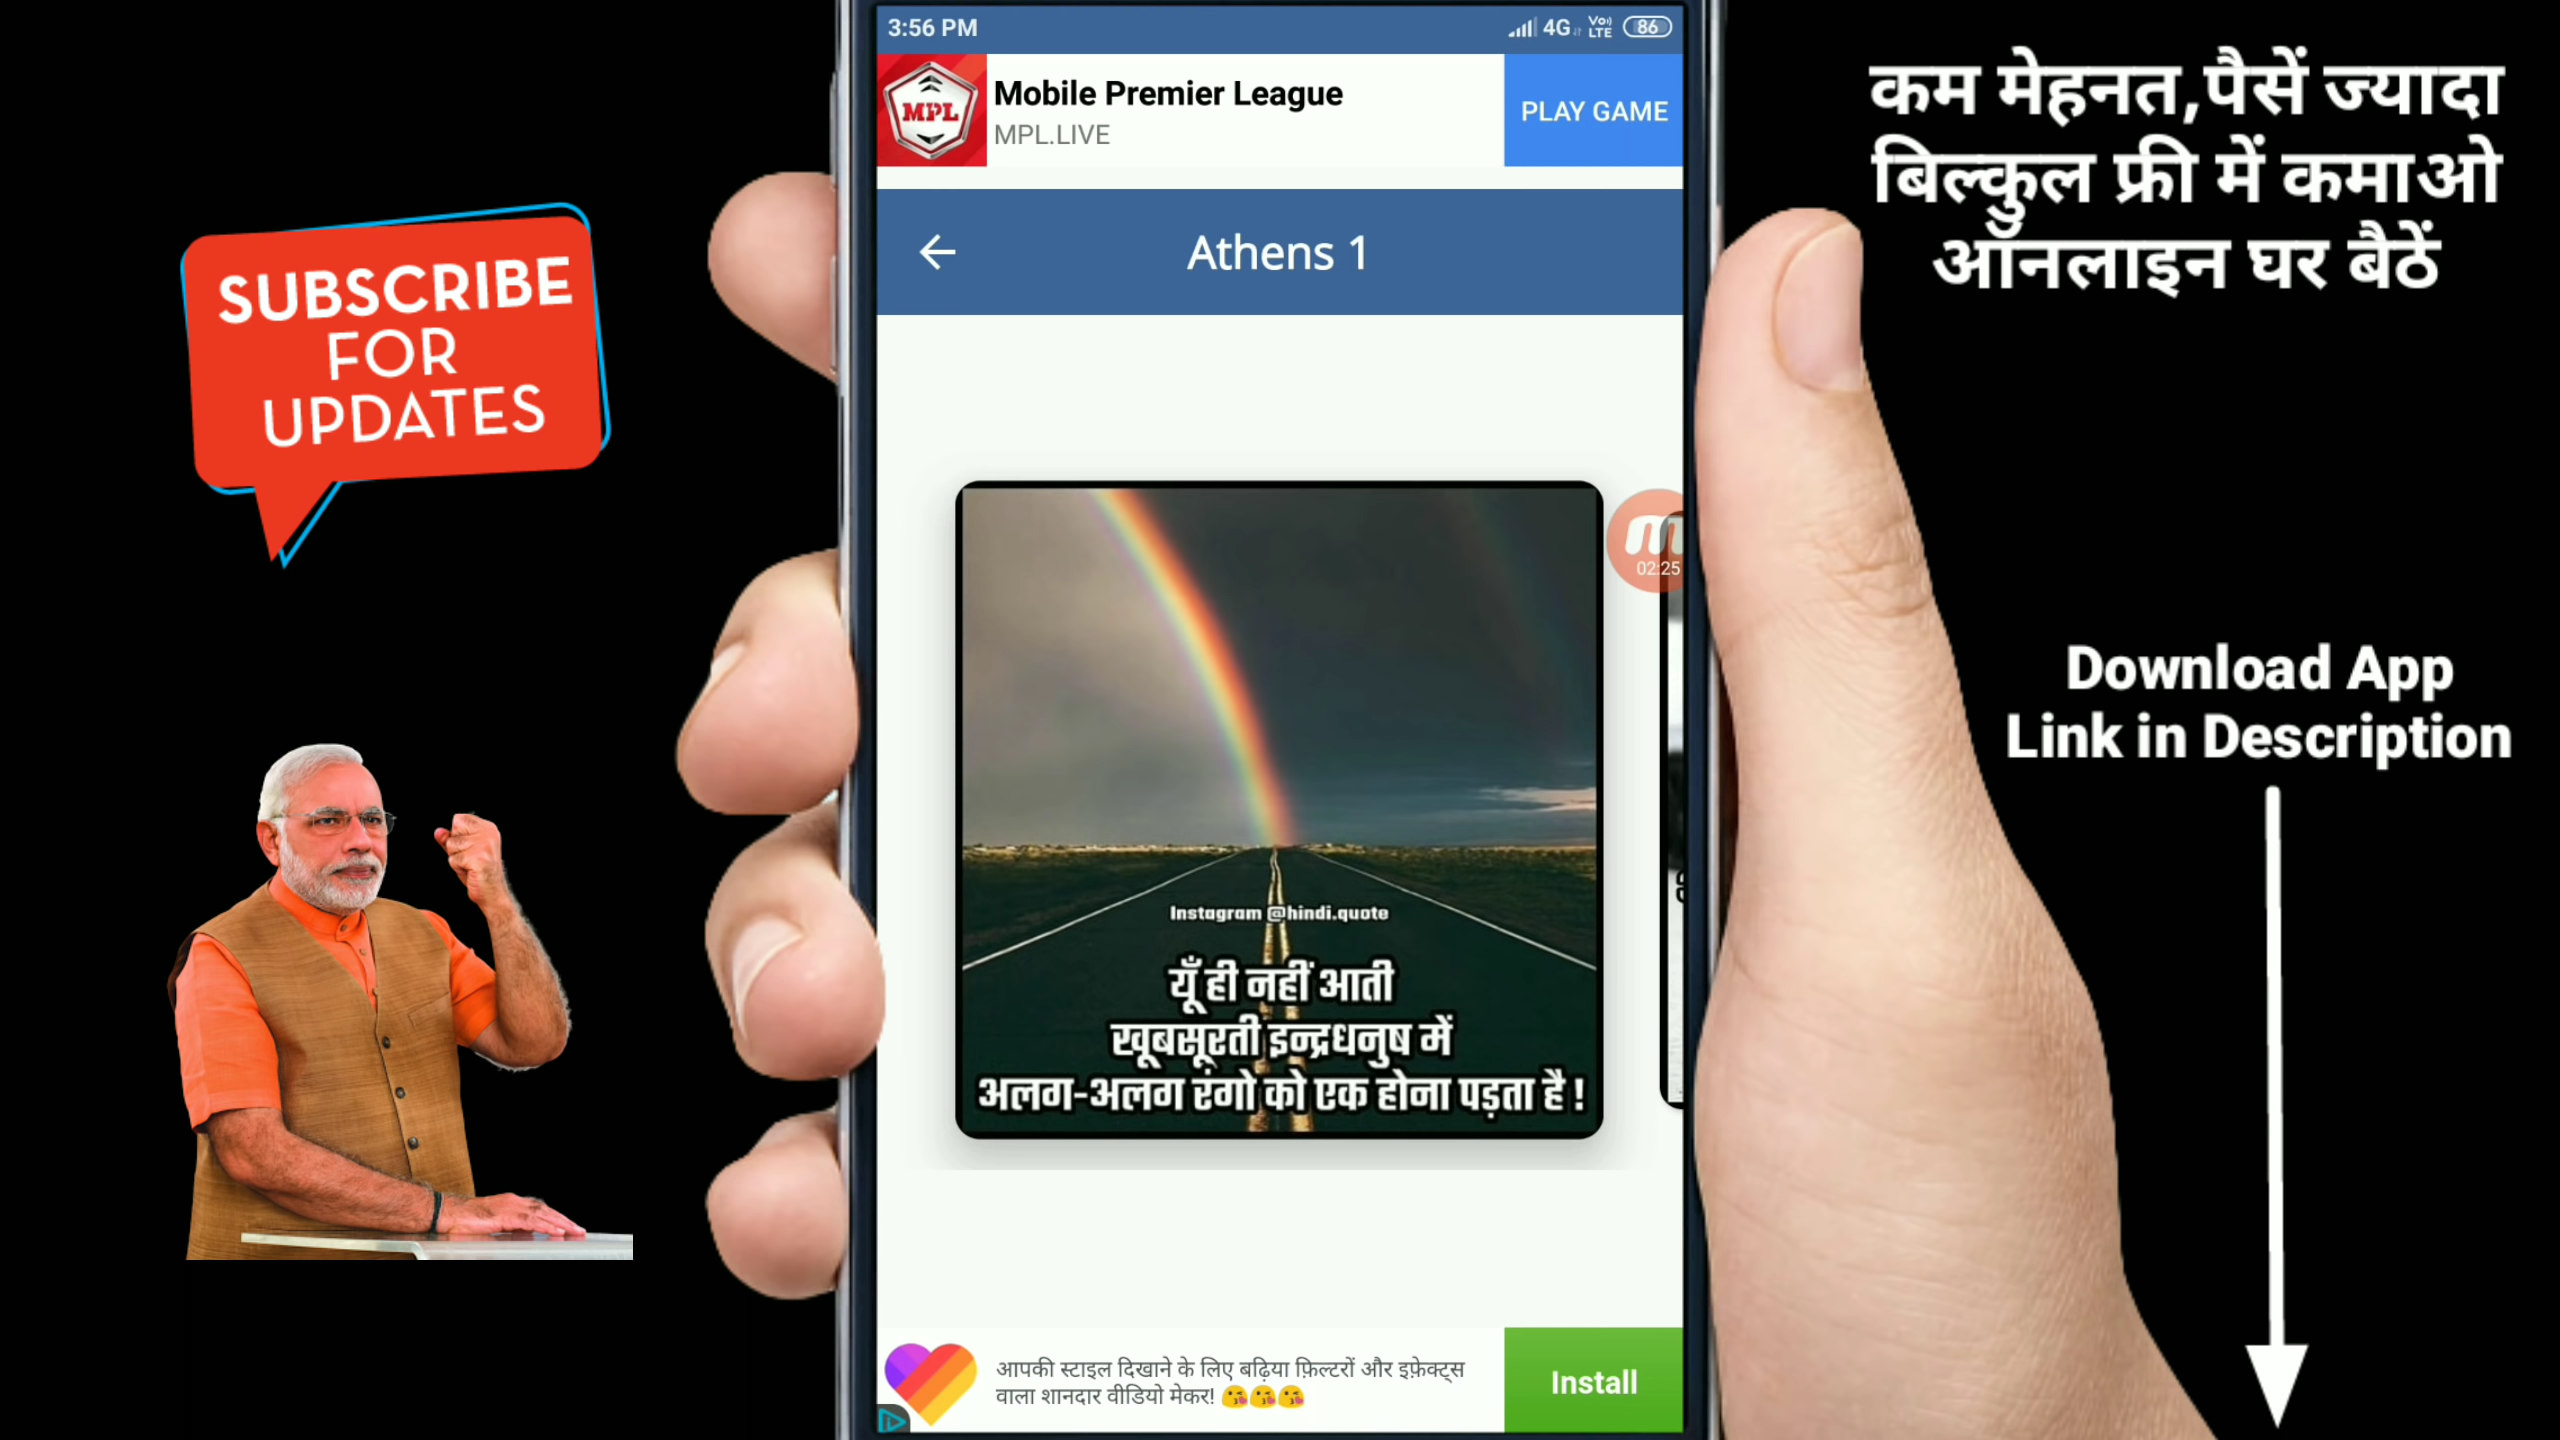 3:56 PM
4G Vo) LTE 86
MPL
Mobile Premier League
MPL.LIVE
PLAY GAME
Athens 1
SUBSCRIBE
FOR
UPDATES
कम मेहनत,पैसें ज्यादा
बिल्कुल फ्री में कमाओ
ऑनलाइन घर बैठें
02:25
Download App
Link in Description
Instagram @hindi.quote
यूँ ही नहीं आती
खूबसूरती इन्द्रधनुष में
अलग-अलग रंगो को एक होना पड़ता है !
आपकी स्टाइल दिखाने के लिए बढ़िया फ़िल्टरों और इफ़ेक्ट्स
वाला शानदार वीडियो मेकर! 😘😘😘
Install